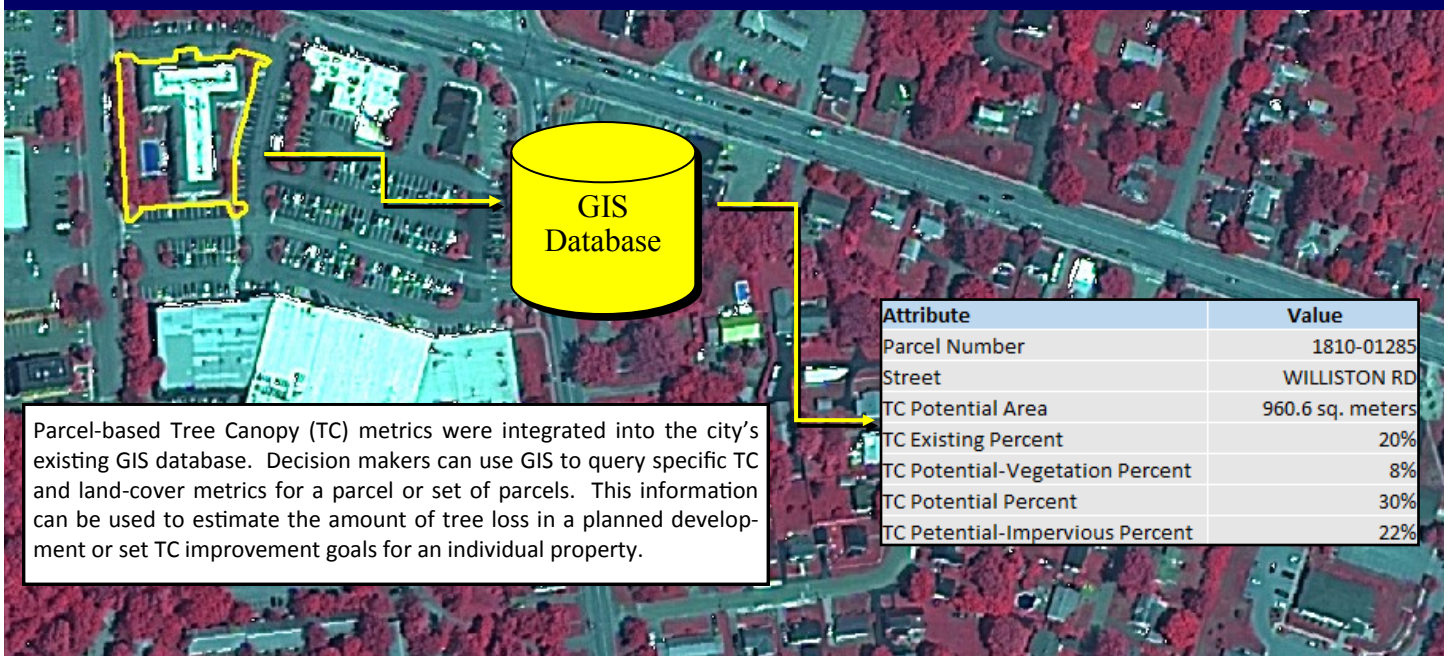 GIS
Database
Attribute Value
Parcel Number 1810-01285
Street WILLISTON RD
TC Potential Area 960.6 sq. meters
TC Existing Percent 20%
TC Potential-Vegetation Percent 8%
TC Potential Percent 30%
TC Petential-Impervious Percent 22%
Parcel-based Tree Canopy (TC) metrics were integrated into the city's
existing GIS database. Decision makers can use GIS to query specific TC
and land-cover metrics for a parcel or set of parcels. This information
can be used to estimate the amount of tree loss in a planned develop-
ment or set TC improvement goals for an individual property.